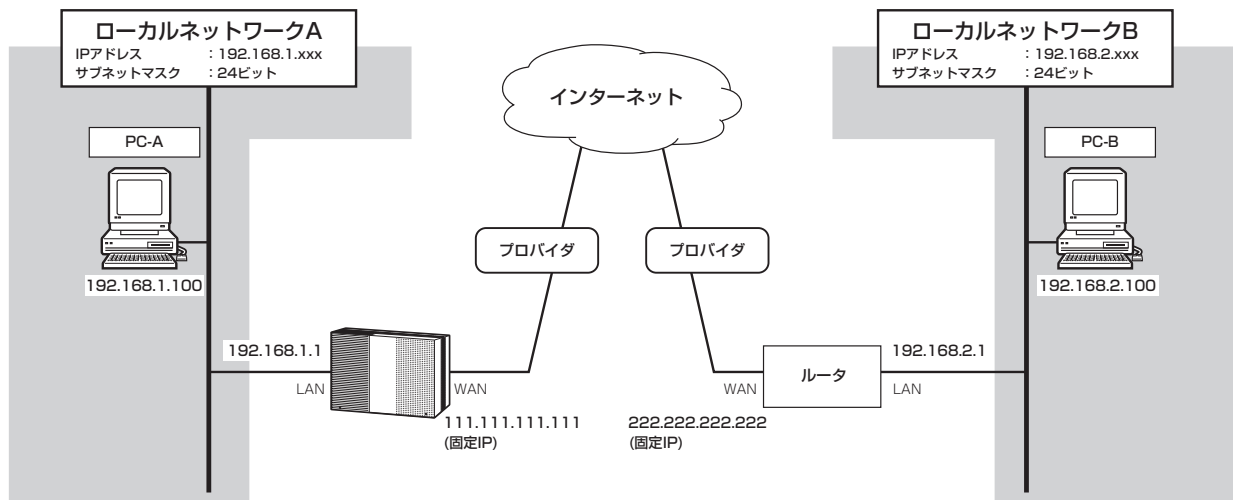 ローカルネットワークA
IPアドレス ：192.168.1.xxx
サブネットマスク ：24ビット
PC-A
192.168.1.100
192.168.1.1
LAN
WAN
111.111.111.111
(固定IP)
インターネット
プロバイダ
プロバイダ
ローカルネットワークB
IPアドレス ：192.168.2.xxx
サブネットマスク ：24ビット
PC-B
192.168.2.100
192.168.2.1
WAN
ルータ
LAN
222.222.222.222
(固定IP)